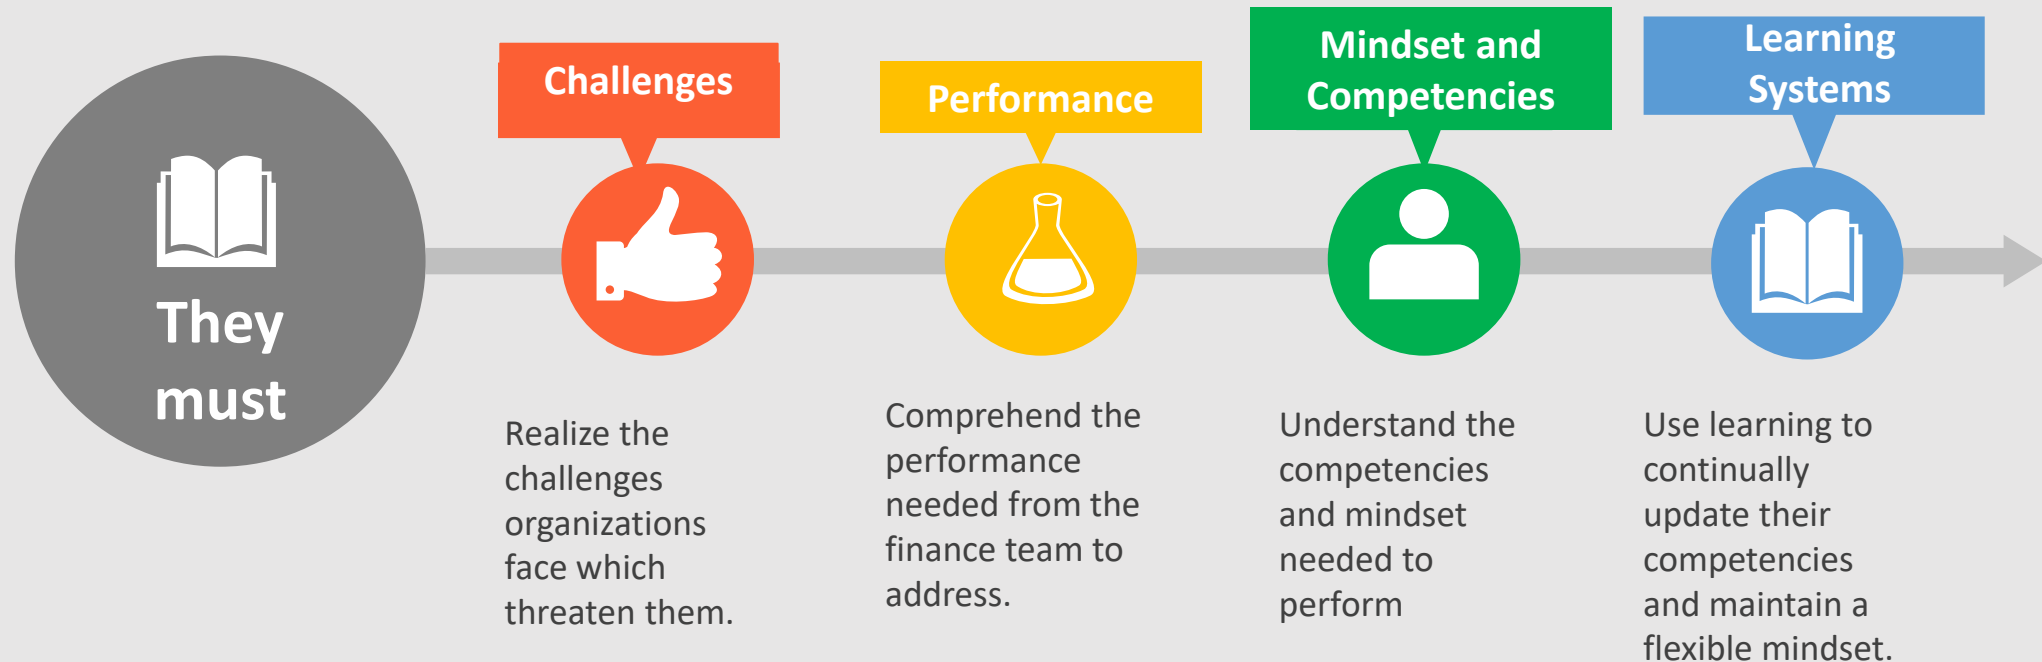 They
must
Challenges
Realize the
challenges
organizations
face which
threaten them.
Performance
Comprehend the
performance
needed from the
finance team to
address.
Mindset and
Competencies
Understand the
competencies
and mindset
needed to
perform
Learning
Systems
Use learning to
continually
update their
competencies
and maintain a
flexible mindset.